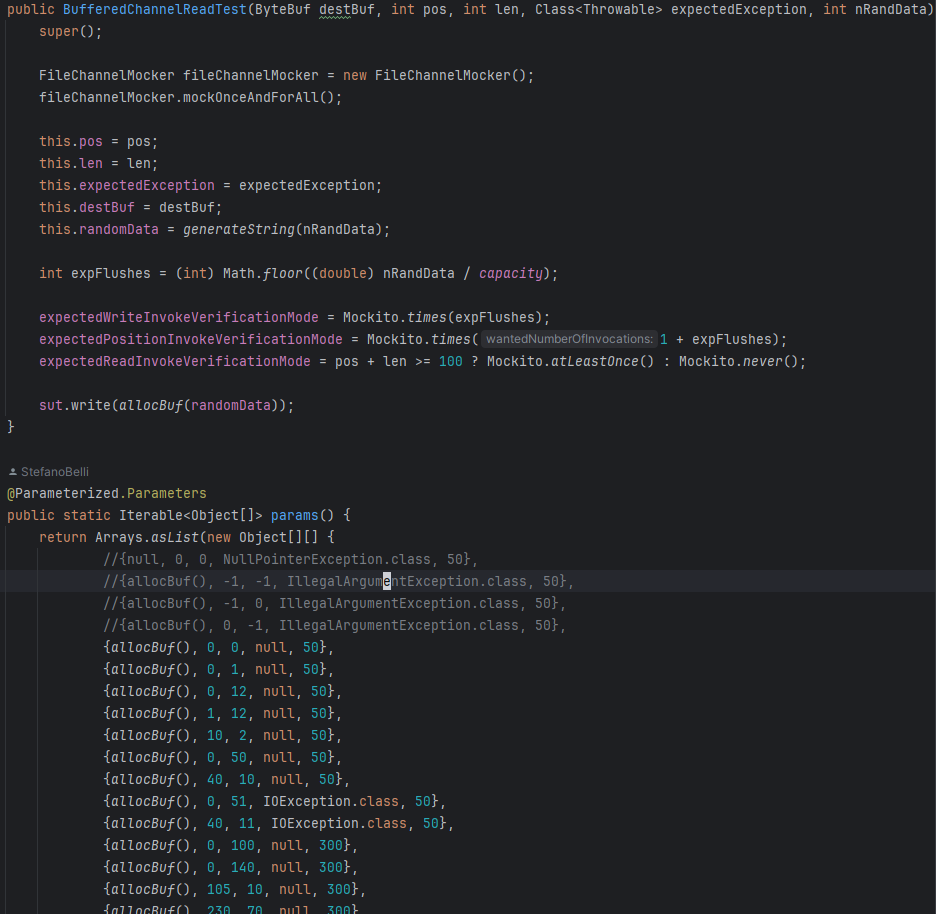 public BufferedChannelReadTest(ByteBuf destBuf, int pos, int len, Class<Throwable> expectedException, int nRandData)
super();
FileChannelMocker fileChannelMocker = new FileChannelMocker();
fileChannelMocker.mockOnceAndForAll();
this.pos = pos;
this.len = len;
this.expectedException = expectedException;
this.destBuf = destBuf;
this.randomData = generateString(nRandData);
int expFlushes = (int) Math.floor((double) nRandData / capacity);
expectedWriteInvokeVerificationMode = Mockito.times(expFlushes);
expectedPositionInvokeVerificationMode = Mockito.times( wantedNumberOfInvocations: 1 + expFlushes);
expectedReadInvokeVerificationMode = pos + len >= 100 ? Mockito.atLeastOnce() : Mockito.never();
sut.write(allocBuf(randomData));
}
StefanoBelli
@Parameterized.Parameters
public static Iterable<Object[]> params() {
return Arrays.asList(new Object[][] {
//{null, 0, 0, NullPointerException.class, 50},
//{allocBuf(), -1, -1, IllegalArgumentException.class, 50},
//{allocBuf(), -1, 0, IllegalArgumentException.class, 50},
//{allocBuf(), 0, -1, IllegalArgumentException.class, 50},
{allocBuf(), 0, 0, null, 50},
{allocBuf(), 0, 1, null, 50},
{allocBuf(), 0, 12, null, 50},
{allocBuf(), 1, 12, null, 50},
{allocBuf(), 10, 2, null, 50},
{allocBuf(), 0, 50, null, 50},
{allocBuf(), 40, 10, null, 50},
{allocBuf(), 0, 51, IOException.class, 50},
{allocBuf(), 40, 11, IOException.class, 50},
{allocBuf(), 0, 100, null, 300},
{allocBuf(), 0, 140, null, 300},
{allocBuf(), 105, 10, null, 300},
{allocBuf(), 230, 70, null, 300}